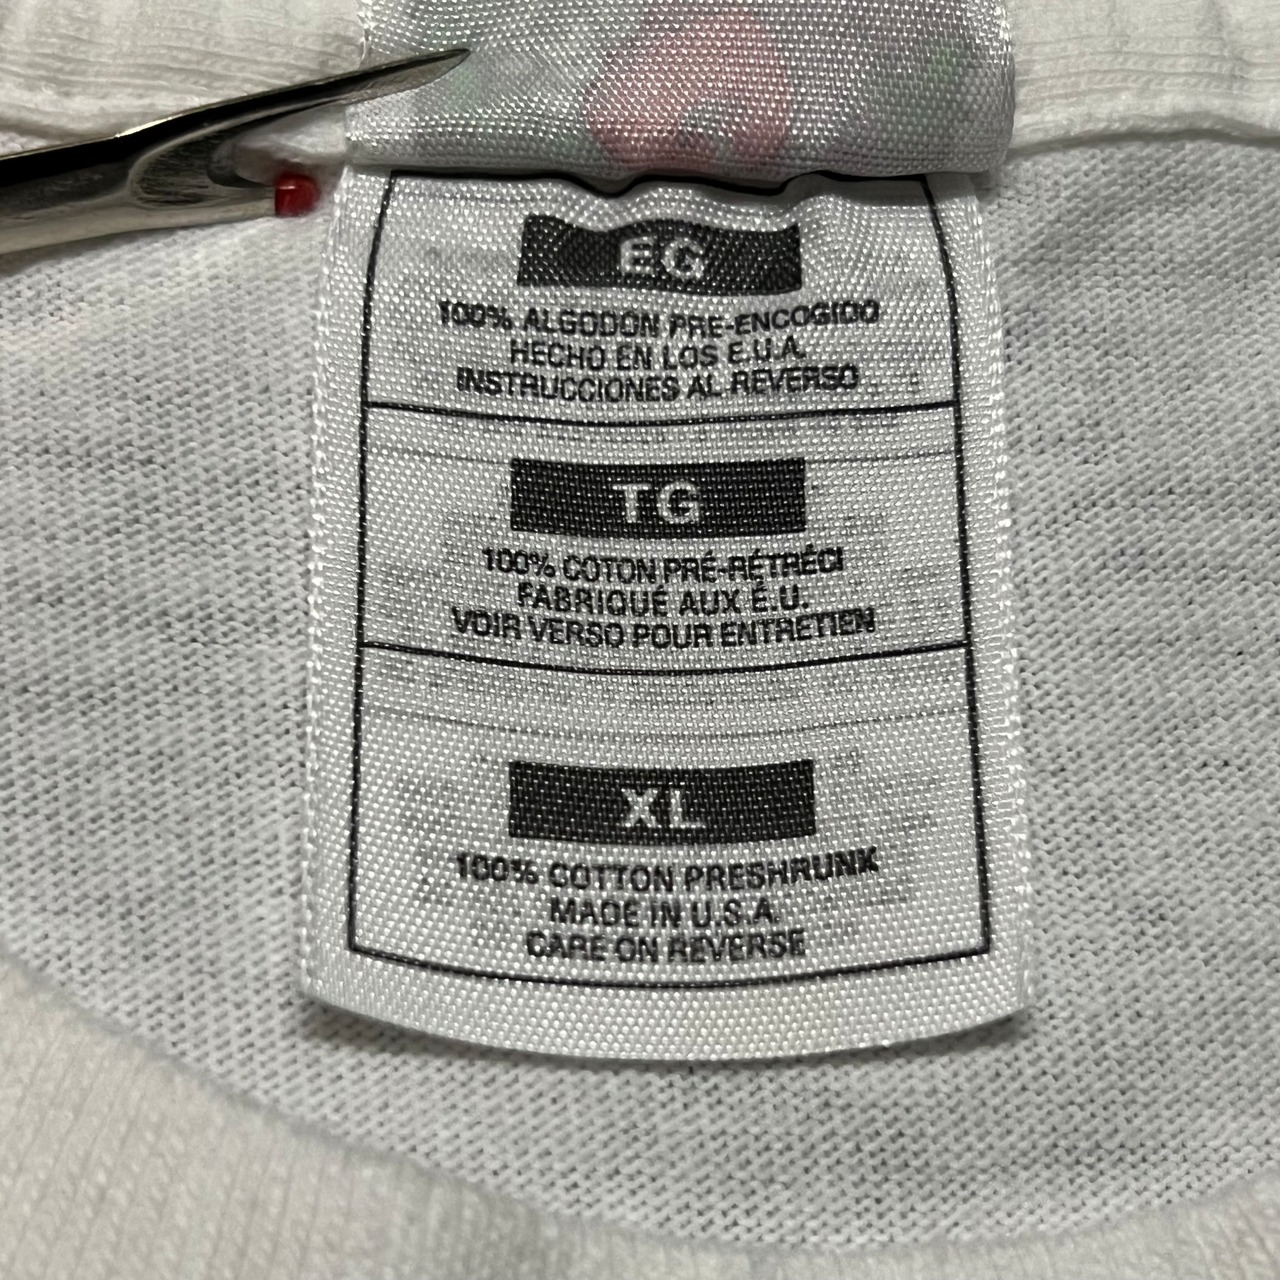 EG
100% ALGODON PRE-ENCOGIDO
HECHO EN LOS E.U.A.
INSTRUCCIONES AL REVERSO
TG
100% COTON PRÉ-RÉTRÉCI
FABRIQUÉ AUX É.U.
VOIR VERSO POUR ENTRETIEN
XL
100% COTTON PRESHRUNK
MADE IN U.S.A.
CARE ON REVERSE